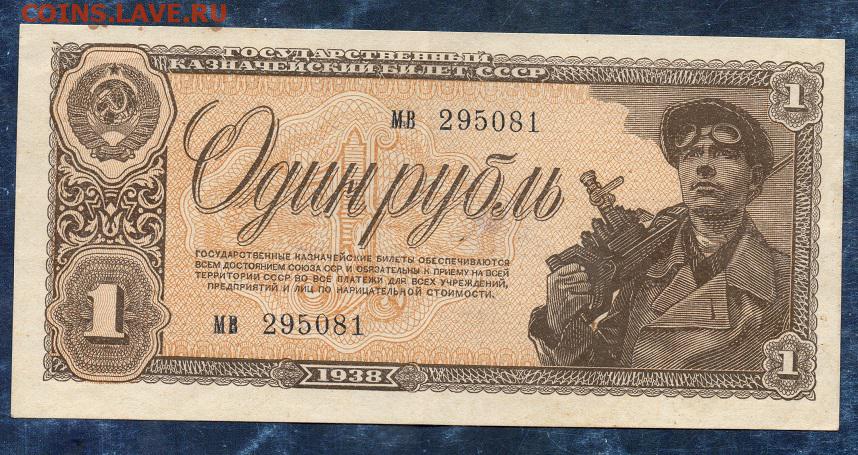 COINS.LAVE.RU
ГОСУДАРСТВЕННЫЙ
КАЗНАЧЕЙСКИЙ БИЛЕТ СССР
1
МВ 295081
Один рубль
ГОСУДАРСТВЕННЫЕ КАЗНАЧЕЙСКИЕ БИЛЕТЫ ОБЕСПЕЧИВАЮТСЯ
ВСЕМ ДОСТОЯНИЕМ СОЮЗА ССР И ОБЯЗАТЕЛЬНЫ К ПРИЕМУ НА ВСЕЙ
ТЕРРИТОРИИ СССР ВО ВСЕ ПЛАТЕЖИ ДЛЯ ВСЕХ УЧРЕЖДЕНИЙ,
ПРЕДПРИЯТИЙ И ЛИЦ ПО НАРИЦАТЕЛЬНОЙ СТОИМОСТИ.
1
МВ 295081
1
1938